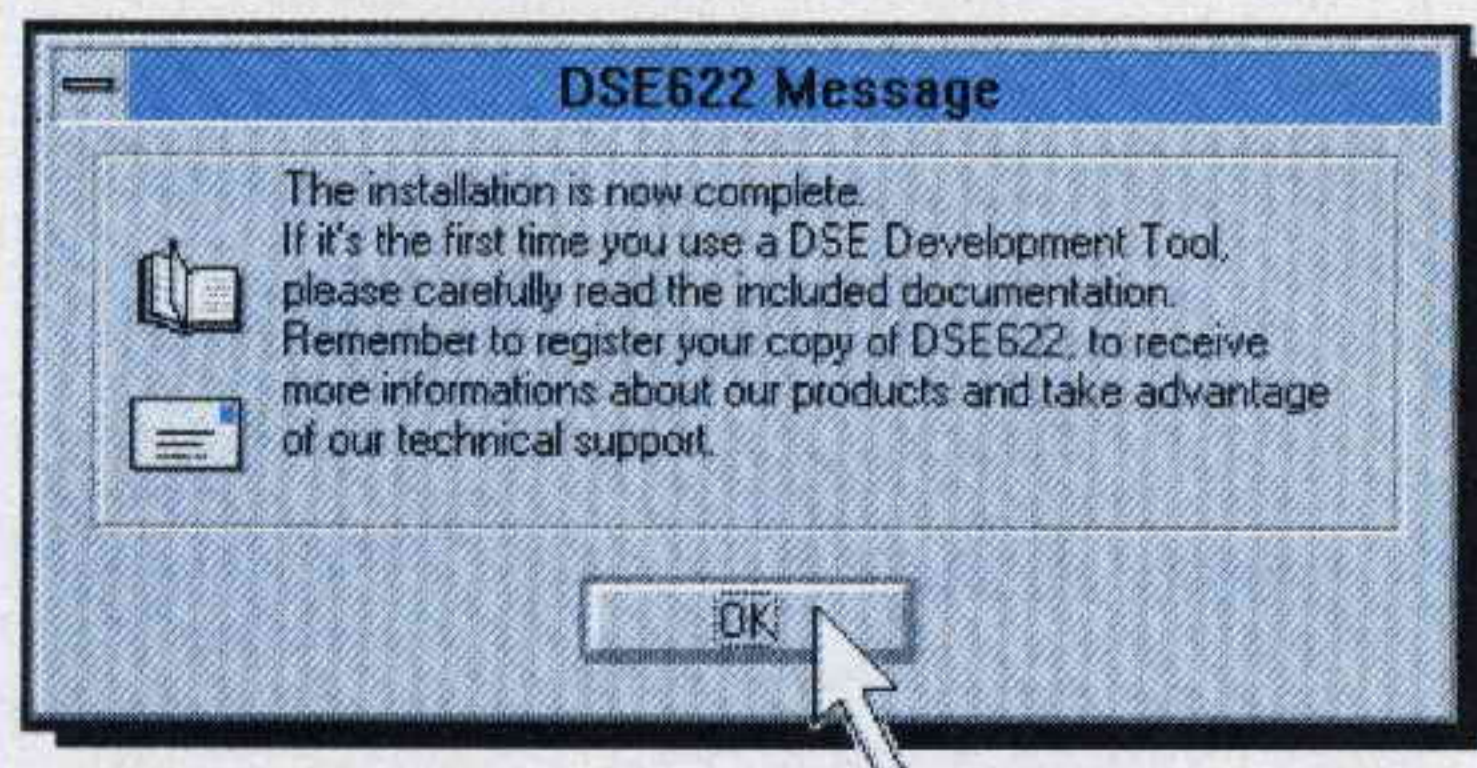 DSE622 Message
The installation is now complete.
If it's the first time you use a DSE Development Tool,
please carefully read the included documentation.
Remember to register your copy of DSE622, to receive
more informations about our products and take advantage
of our technical support.
OK